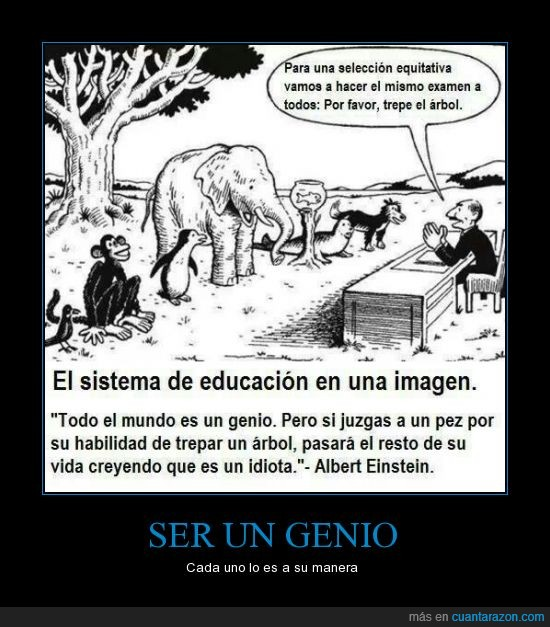 Para una selección equitativa
vamos a hacer el mismo examen a
todos: Por favor, trepe el árbol.
El sistema de educación en una imagen.
"Todo el mundo es un genio. Pero si juzgas a un pez por
su habilidad de trepar un árbol, pasará el resto de su
vida creyendo que es un idiota."- Albert Einstein.
SER UN GENIO
Cada uno lo es a su manera
más en cuantarazon.com